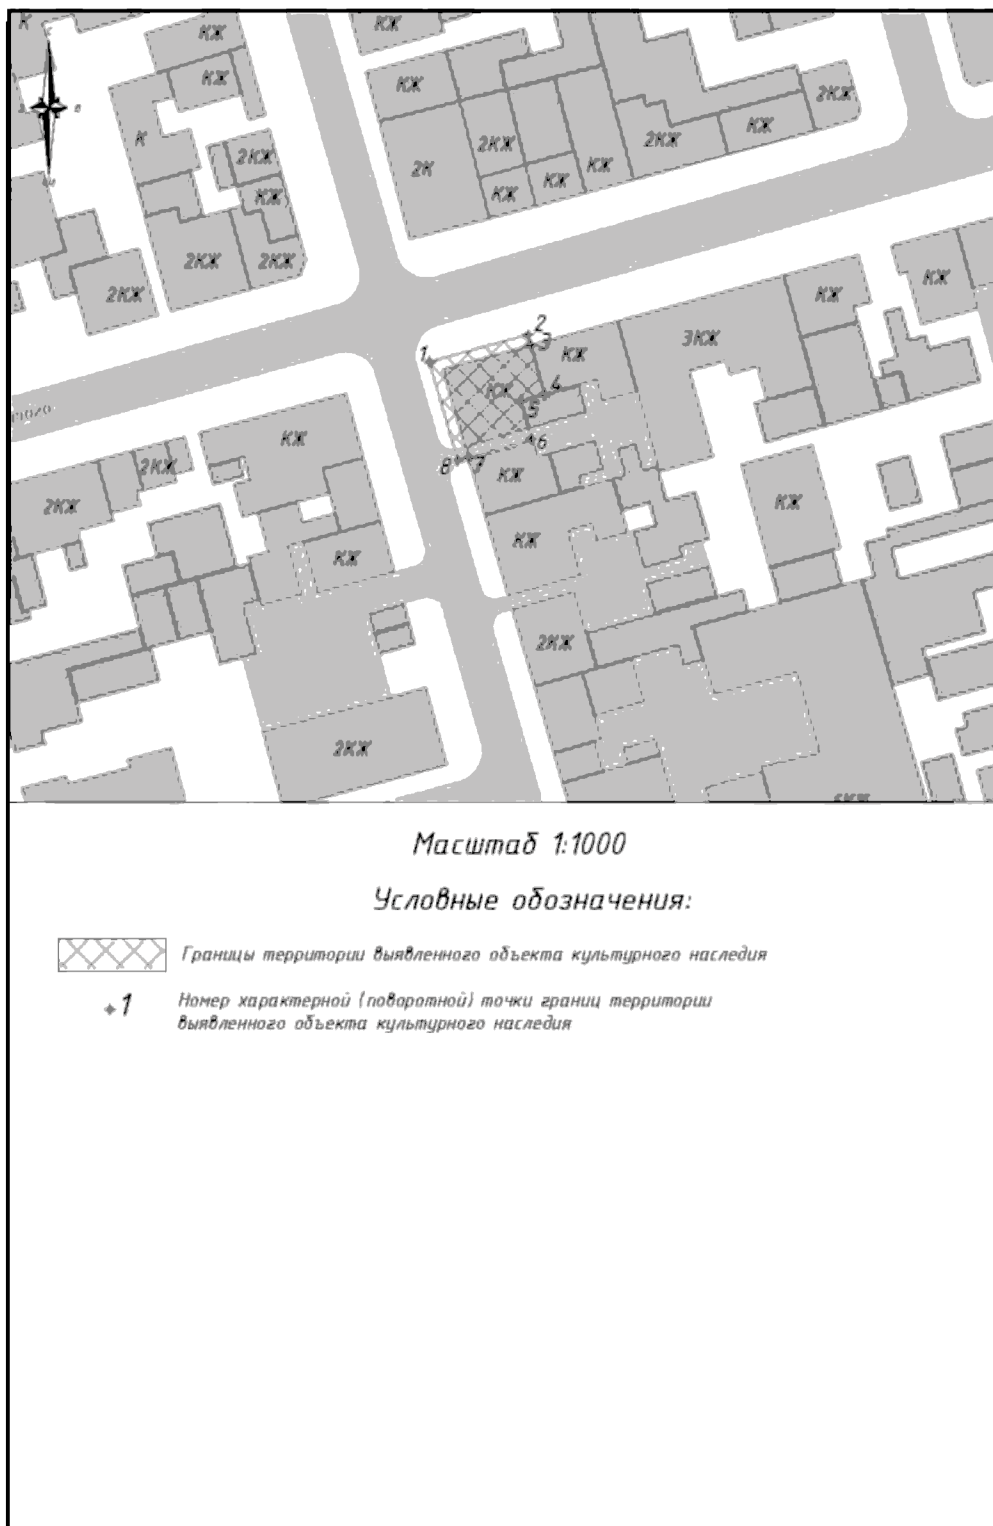 К
КЖ
КЖ
КЖ
К
2КЖ
КЖ
2КЖ
2КЖ
2КЖ
КЖ
2К
2КЖ
КЖ
КЖ
КЖ
2КЖ
КЖ
2КЖ
КЖ
КЖ
3КЖ
КЖ
1
2
3
4
5
6
7
8
КЖ
КЖ
КЖ
2КЖ
2КЖ
КЖ
КЖ
КЖ
КЖ
2КЖ
2КЖ
Масштаб 1:1000
Условные обозначения:
Границы территории выявленного объекта культурного наследия
1 Номер характерной (поворотной) точки границ территории
выявленного объекта культурного наследия